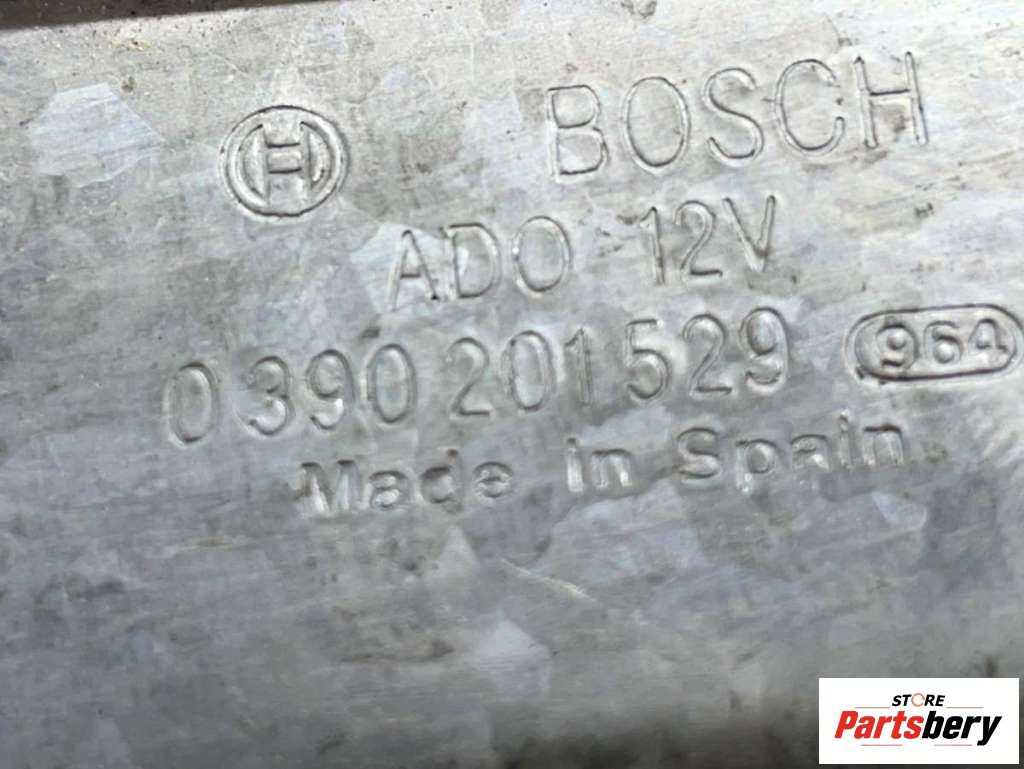 BOSCH
ADO 12V
0 390 201 529 964
Made in Spain
STORE
Partsbery